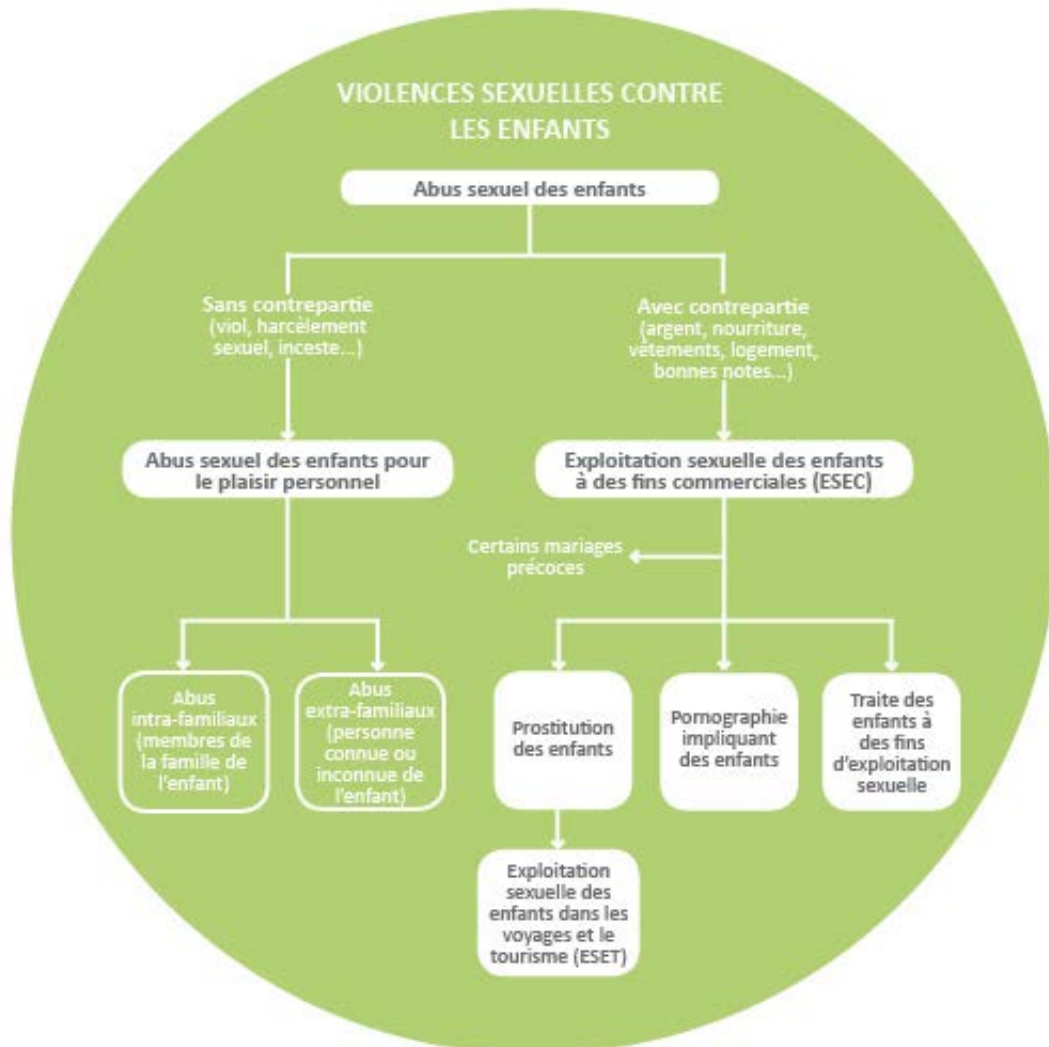 VIOLENCES SEXUELLES CONTRE
LES ENFANTS
Abus sexuel des enfants
Sans contrepartie
(viol, harcèlement
sexuel, inceste...)
Avec contrepartie
(argent, nourriture,
vêtements, logement,
bonnes notes...)
Abus sexuel des enfants pour
le plaisir personnel
Exploitation sexuelle des enfants
à des fins commerciales (ESEC)
Certains mariages
précoces
Abus
intra-familiaux
(membres de
la famille de
l'enfant)
Abus
extra-familiaux
(personne
connue ou
inconnue de
l'enfant)
Prostitution
des enfants
Pornographie
impliquant
des enfants
Traite des
enfants à
des fins
d'exploitation
sexuelle
Exploitation
sexuelle des
enfants dans les
voyages et le
tourisme (ESET)